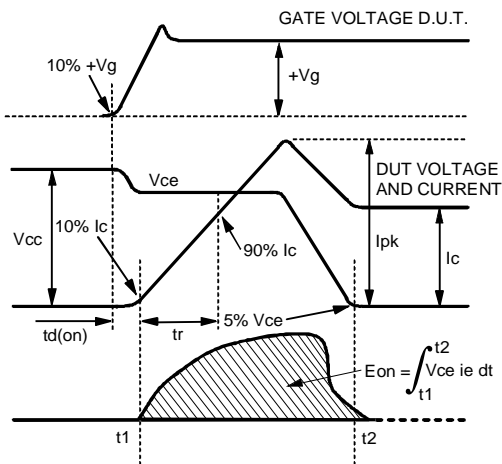 GATE VOLTAGE D.U.T.
10% +Vg
+Vg
Vce
DUT VOLTAGE
AND CURRENT
Vcc
10% Ic
90% Ic
Ipk
Ic
5% Vce
td(on)
tr
t2
Eon = ∫ Vce ie dt
t1
t1
t2